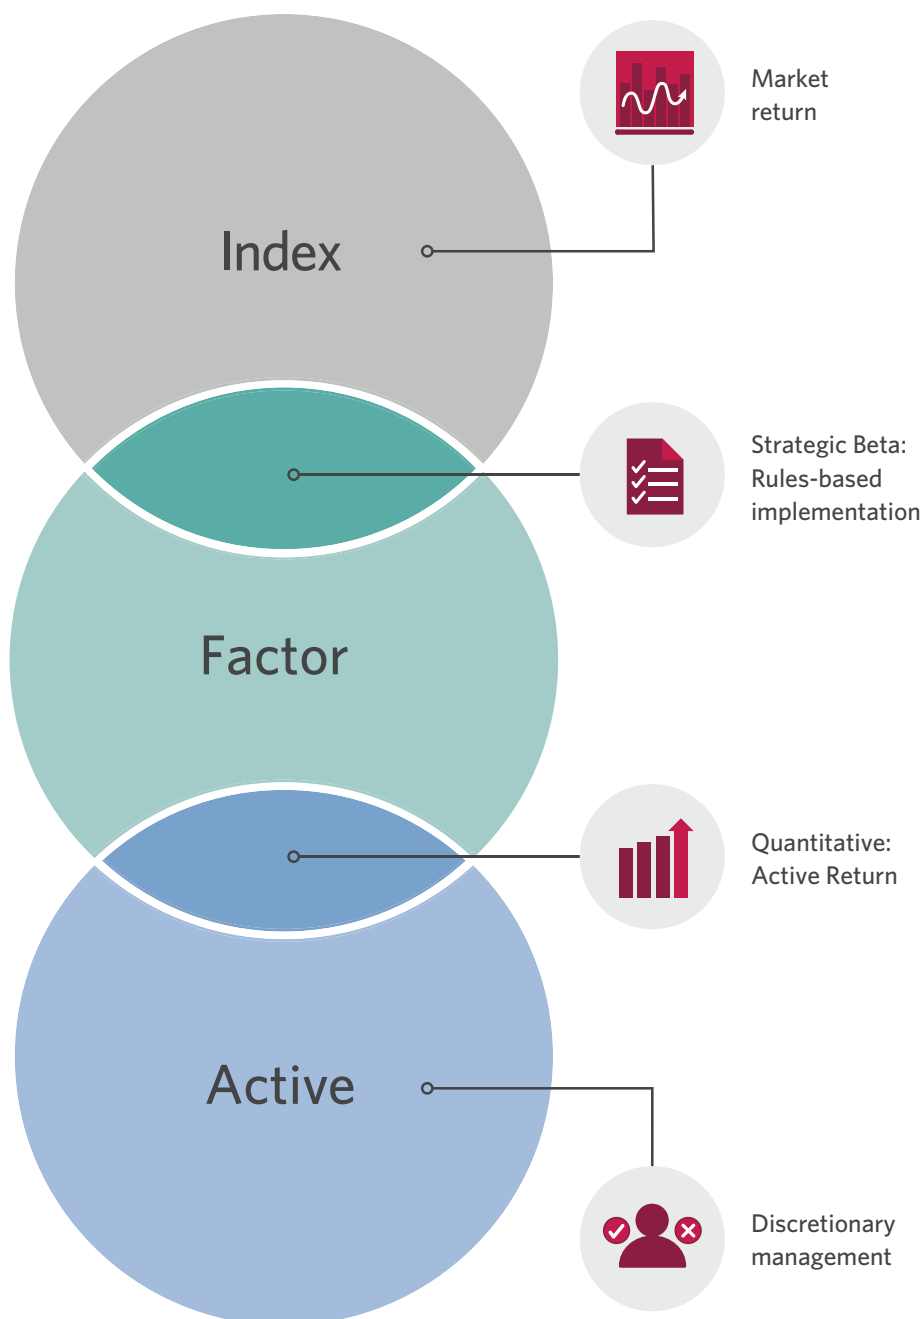 Market
return
Index
Strategic Beta:
Rules-based
implementation
Factor
Quantitative:
Active Return
Active
Discretionary
management